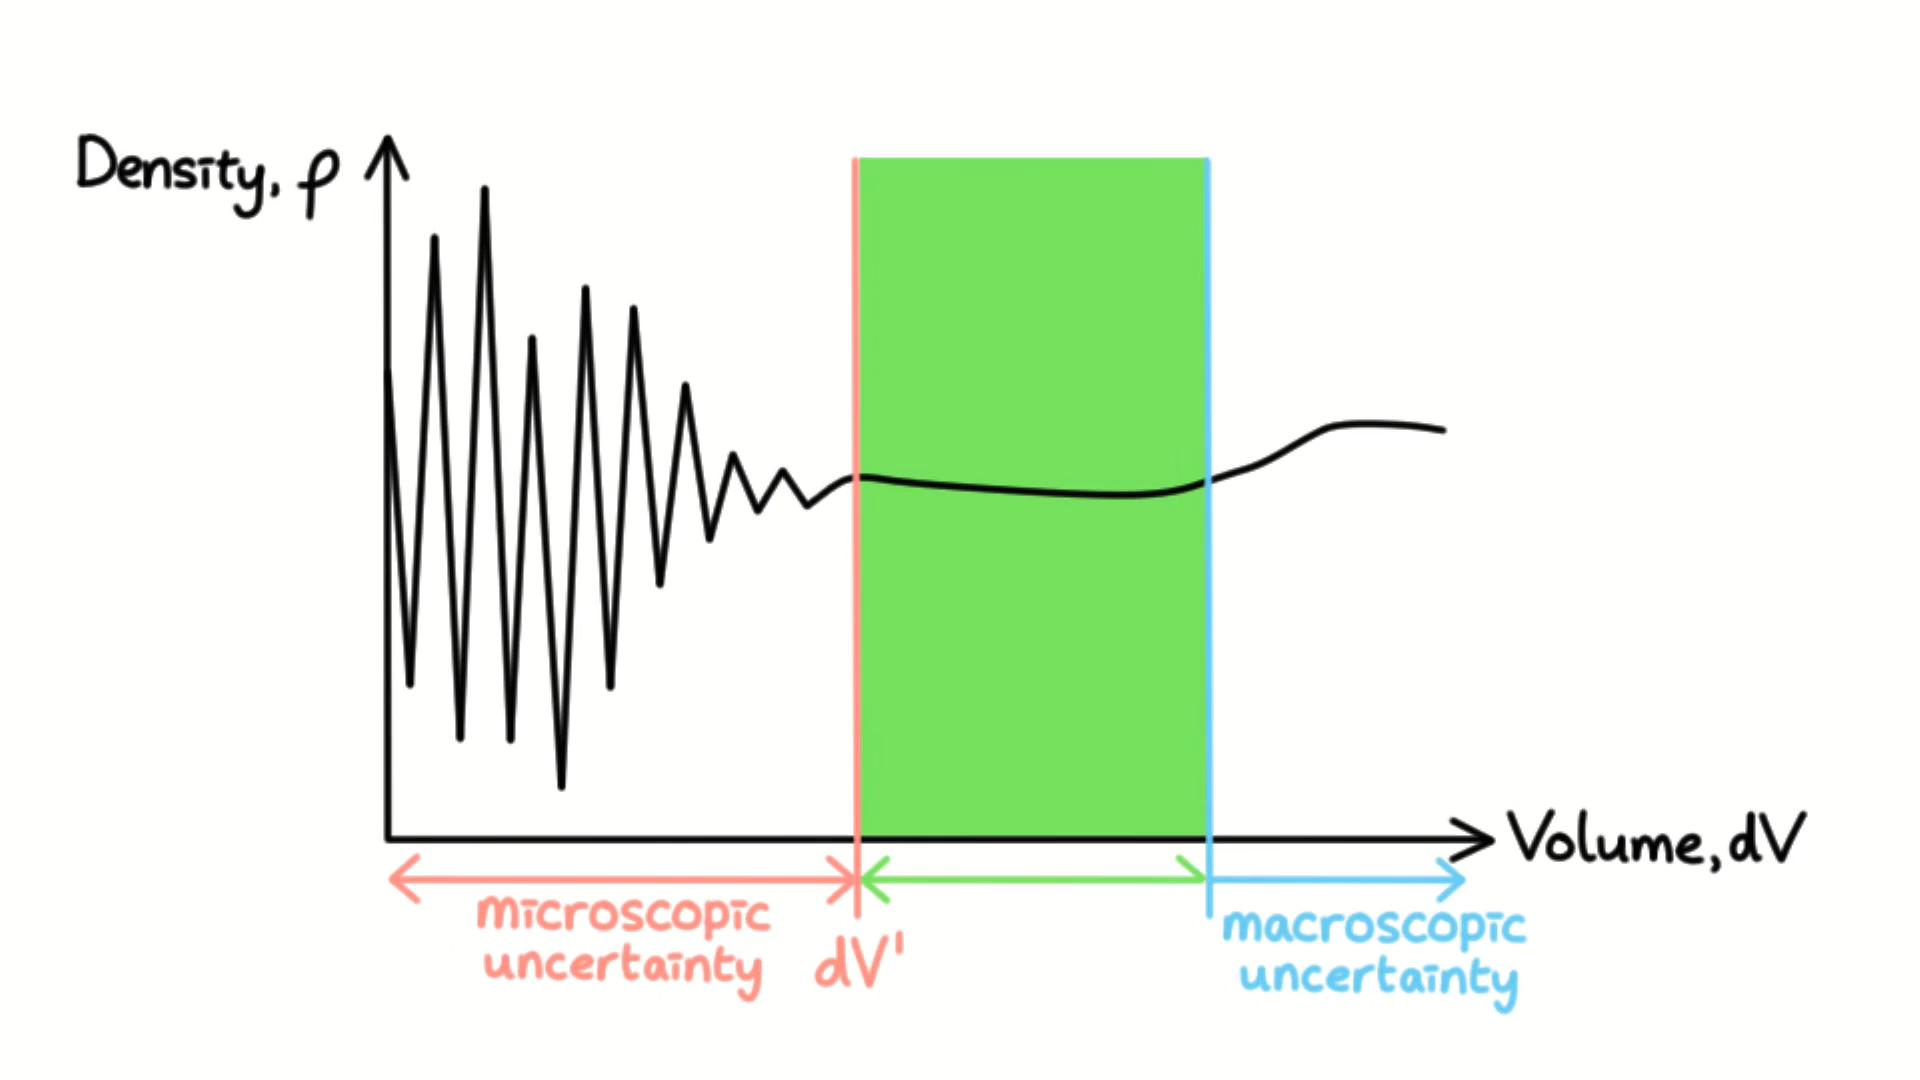 Density, ρ
Volume, dV
microscopic
uncertainty
dV'
macroscopic
uncertainty